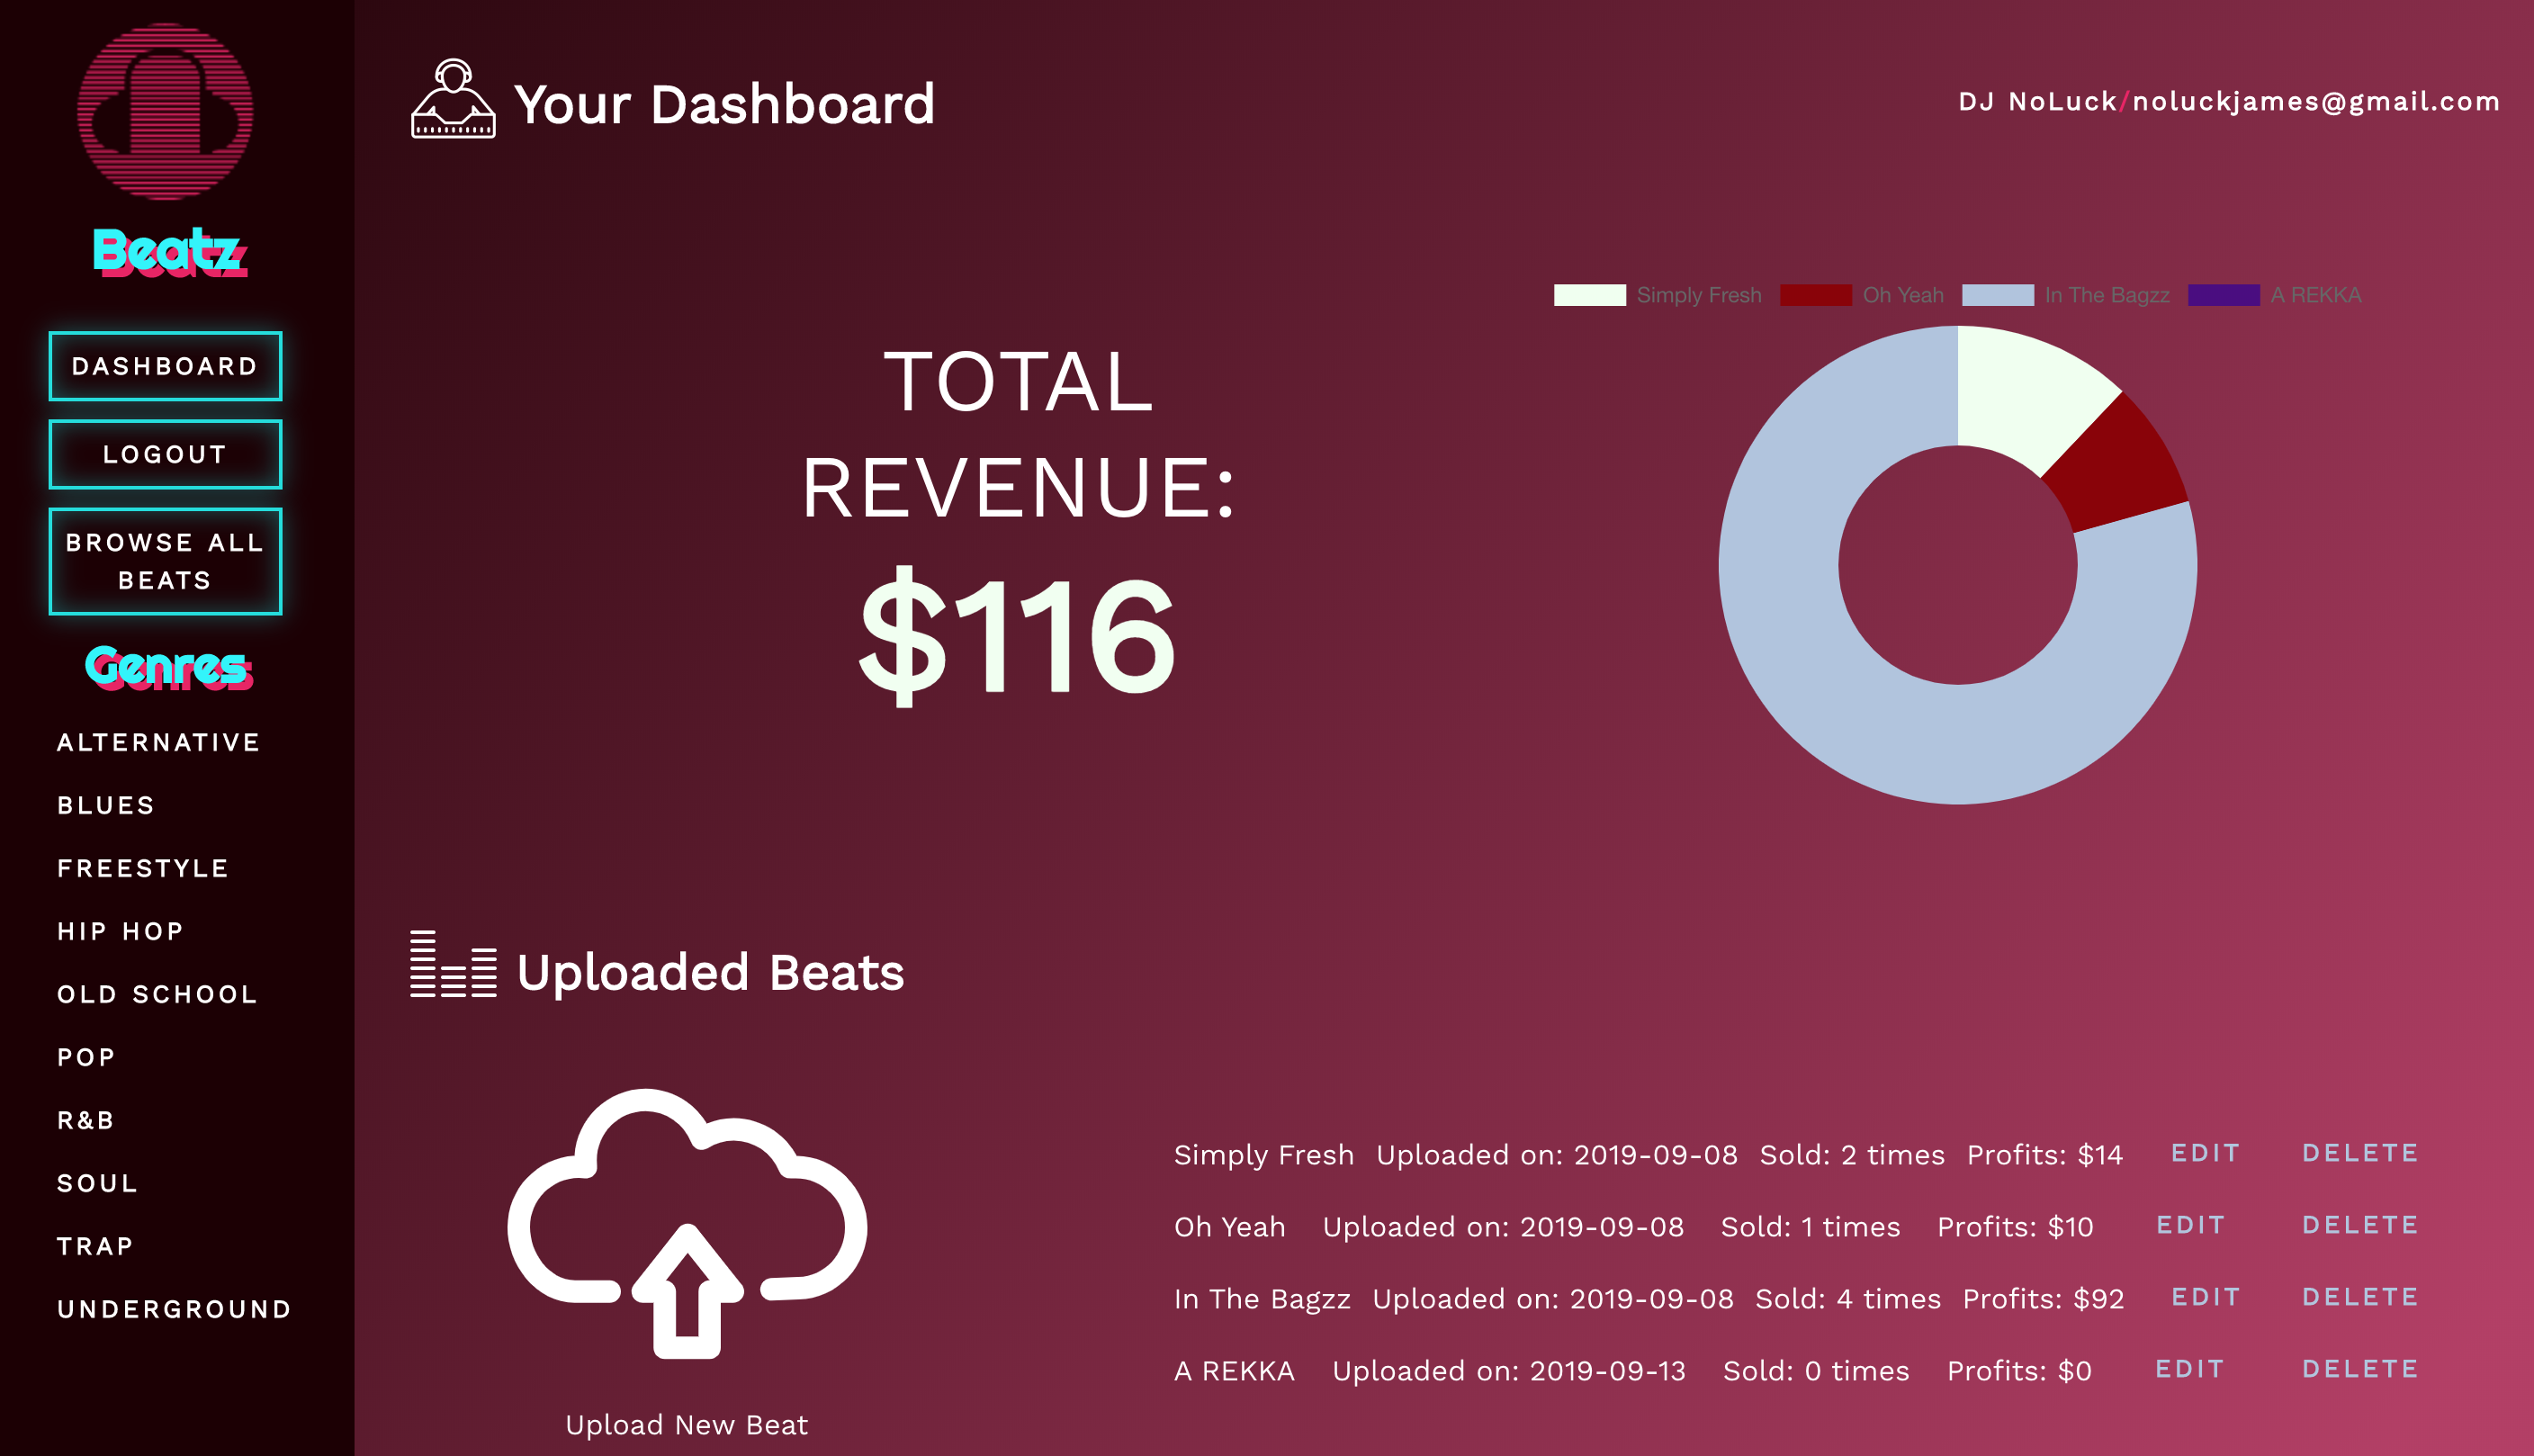 Beatz
DASHBOARD
LOGOUT
BROWSE ALL
BEATS
Genres
ALTERNATIVE
BLUES
FREESTYLE
HIP HOP
OLD SCHOOL
POP
R&B
SOUL
TRAP
UNDERGROUND
Your Dashboard
DJ NoLuck/noluckjames@gmail.com
TOTAL
REVENUE:
$116
Simply Fresh Oh Yeah In The Bagzz A REKKA
Uploaded Beats
Upload New Beat
Simply Fresh Uploaded on: 2019-09-08 Sold: 2 times Profits: $14 EDIT DELETE
Oh Yeah Uploaded on: 2019-09-08 Sold: 1 times Profits: $10 EDIT DELETE
In The Bagzz Uploaded on: 2019-09-08 Sold: 4 times Profits: $92 EDIT DELETE
A REKKA Uploaded on: 2019-09-13 Sold: 0 times Profits: $0 EDIT DELETE